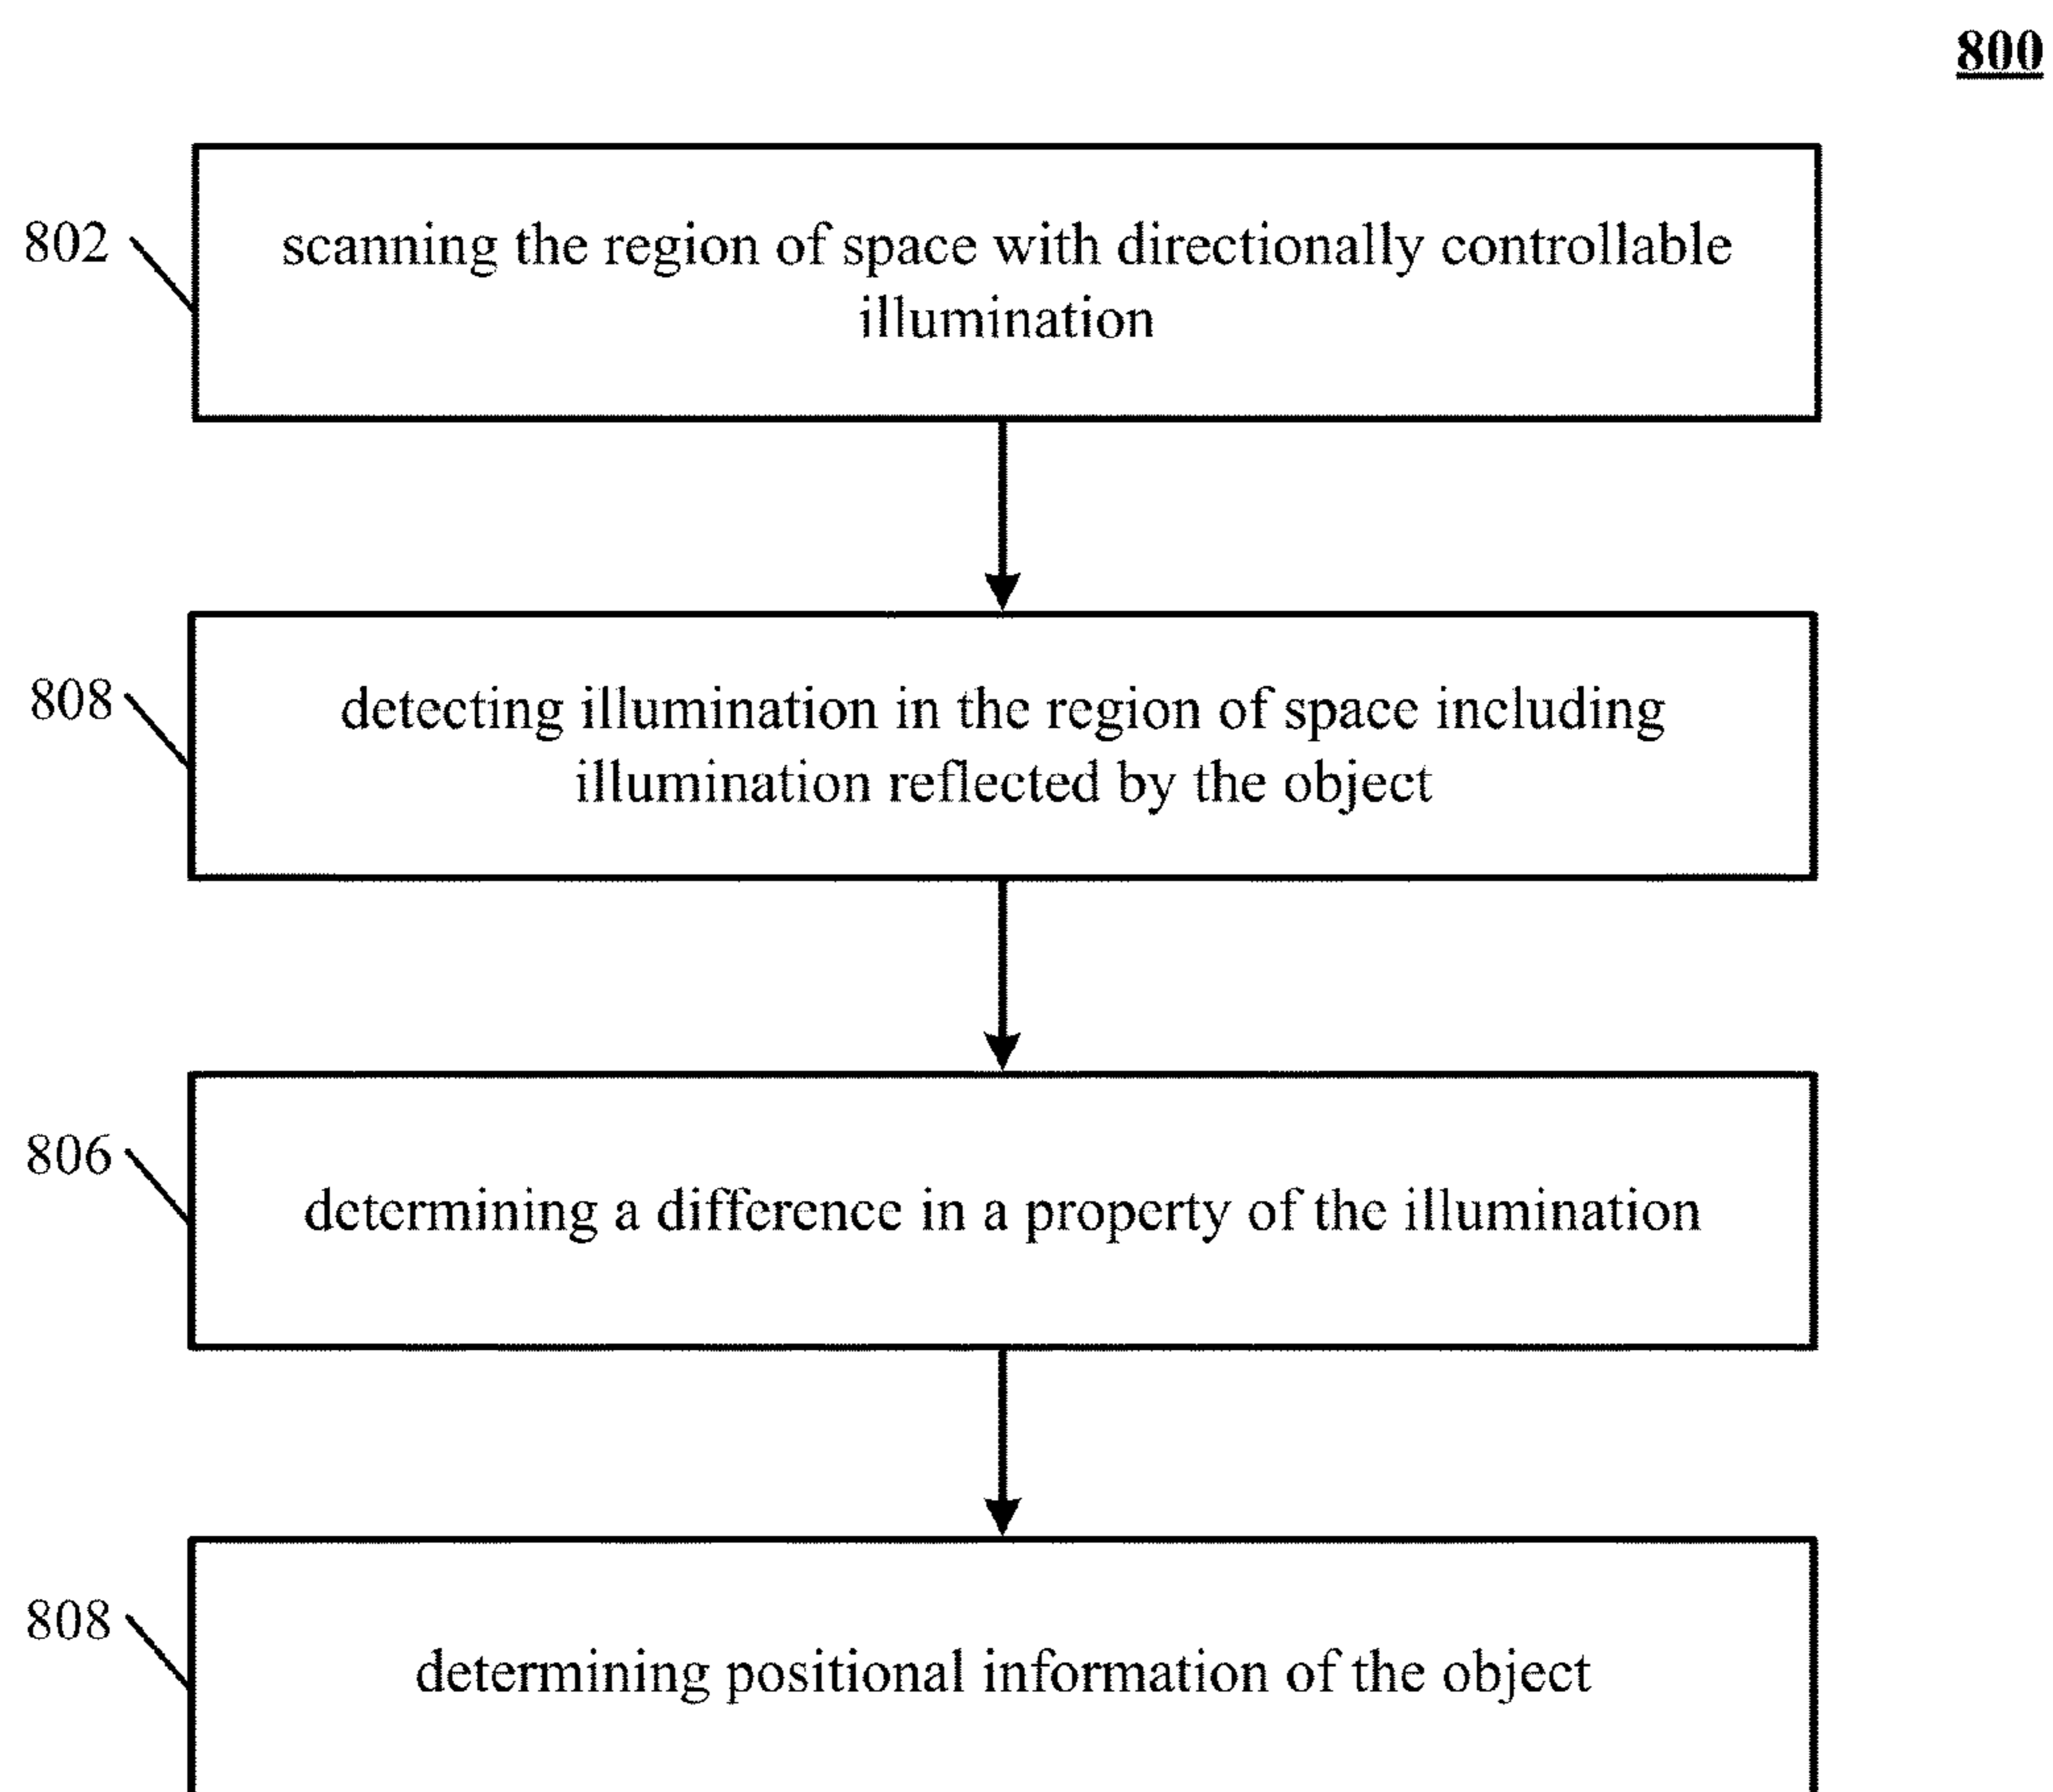 800
802
scanning the region of space with directionally controllable
illumination
808
detecting illumination in the region of space including
illumination reflected by the object
806
determining a difference in a property of the illumination
808
determining positional information of the object